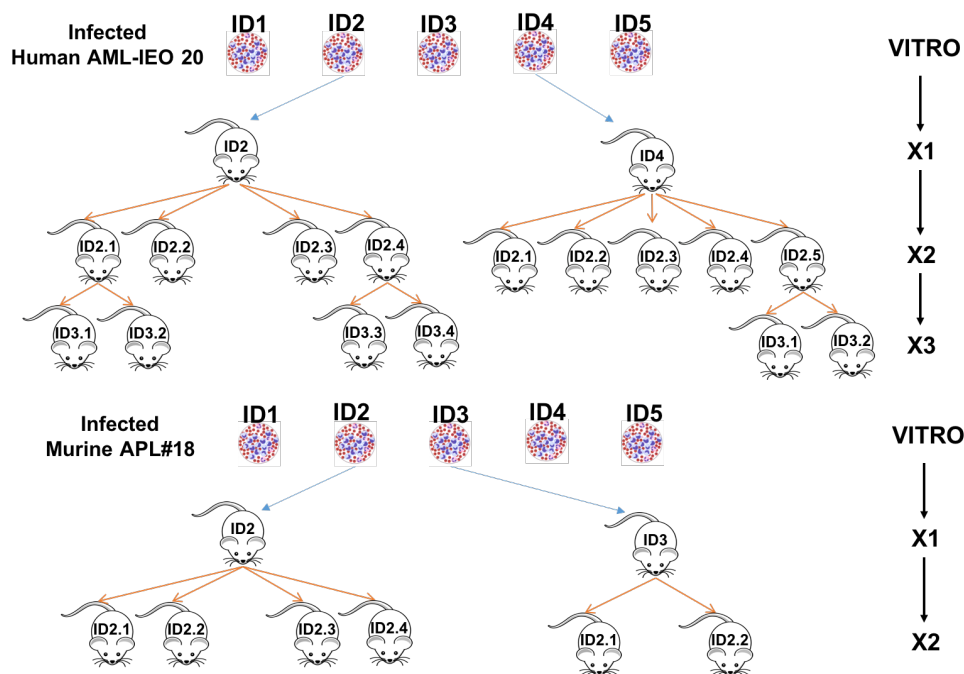 ID1 ID2 ID3 ID4 ID5
Infected
Human AML-IEO 20
VITRO
ID2
ID4
X1
ID2.1 ID2.2 ID2.3 ID2.4
ID2.1 ID2.2 ID2.3 ID2.4 ID2.5
X2
ID3.1 ID3.2 ID3.3 ID3.4
ID3.1 ID3.2
X3
ID1 ID2 ID3 ID4 ID5
Infected
Murine APL#18
VITRO
ID2
ID3
X1
ID2.1 ID2.2 ID2.3 ID2.4
ID2.1 ID2.2
X2